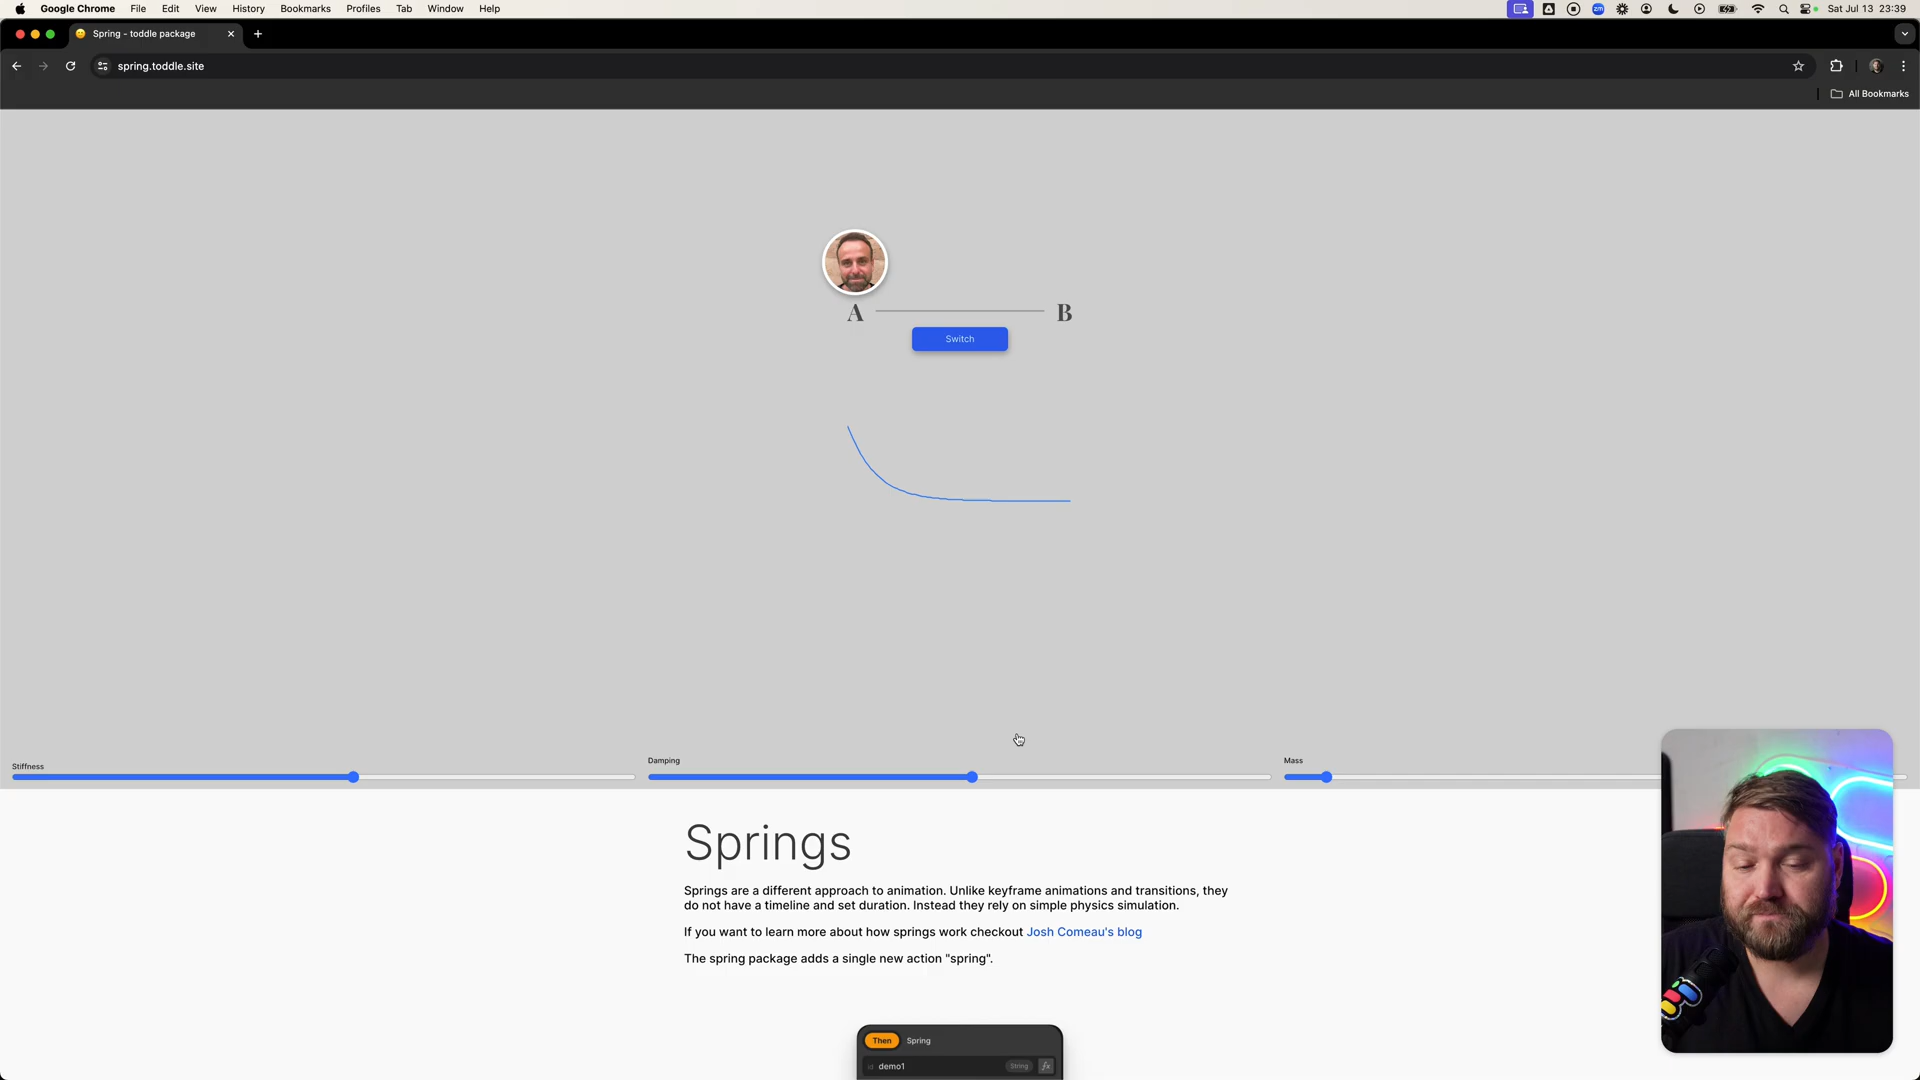 Google Chrome File Edit View History Bookmarks Profiles Tab Window Help
zm
Sat Jul 13 23:39
Spring - toddle package
spring.toddle.site
All Bookmarks
A B
Switch
Stiffness
Damping
Mass
Springs
Springs are a different approach to animation. Unlike keyframe animations and transitions, they
do not have a timeline and set duration. Instead they rely on simple physics simulation.
If you want to learn more about how springs work checkout Josh Comeau's blog
The spring package adds a single new action "spring".
Then Spring
demo1 String fx